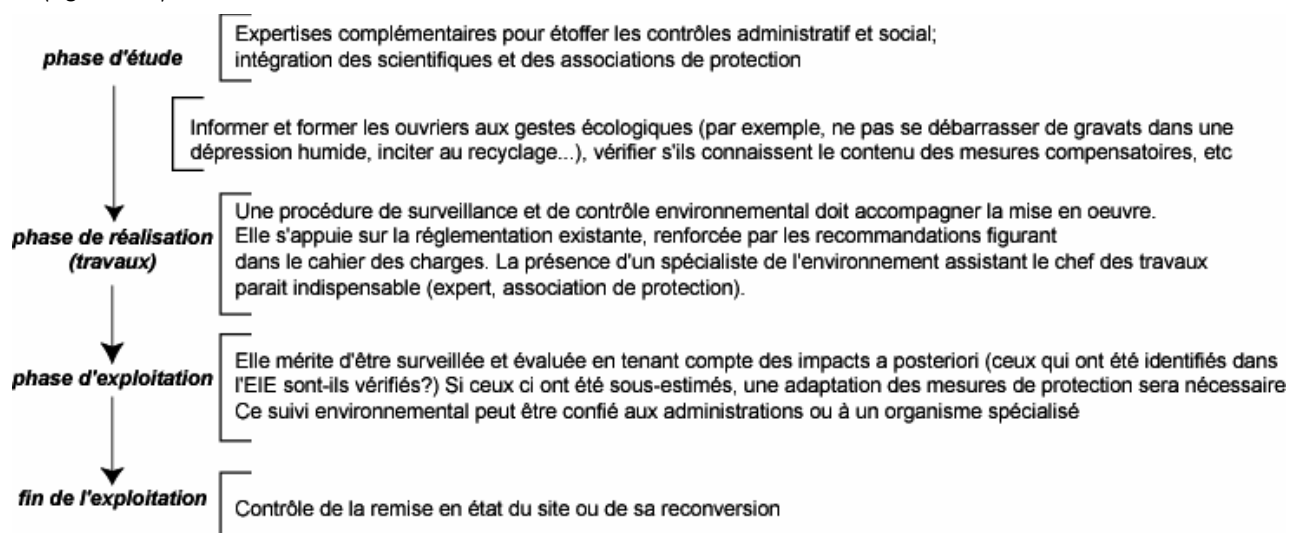 phase d'étude
Expertises complémentaires pour étoffer les contrôles administratif et social;
intégration des scientifiques et des associations de protection
Informer et former les ouvriers aux gestes écologiques (par exemple, ne pas se débarrasser de gravats dans une
dépression humide, inciter au recyclage...), vérifier s'ils connaissent le contenu des mesures compensatoires, etc
phase de réalisation
(travaux)
Une procédure de surveillance et de contrôle environnemental doit accompagner la mise en oeuvre.
Elle s'appuie sur la réglementation existante, renforcée par les recommandations figurant
dans le cahier des charges. La présence d'un spécialiste de l'environnement assistant le chef des travaux
parait indispensable (expert, association de protection).
phase d'exploitation
Elle mérite d'être surveillée et évaluée en tenant compte des impacts a posteriori (ceux qui ont été identifiés dans
l'EIE sont-ils vérifiés?) Si ceux ci ont été sous-estimés, une adaptation des mesures de protection sera nécessaire
Ce suivi environnemental peut être confié aux administrations ou à un organisme spécialisé
fin de l'exploitation
Contrôle de la remise en état du site ou de sa reconversion